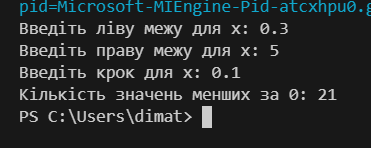 pid=Microsoft-MIEngine-Pid-atcxhpu0.g
Введіть ліву межу для x: 0.3
Введіть праву межу для x: 5
Введіть крок для x: 0.1
Кількість значень менших за 0: 21
PS C:\Users\dimat>